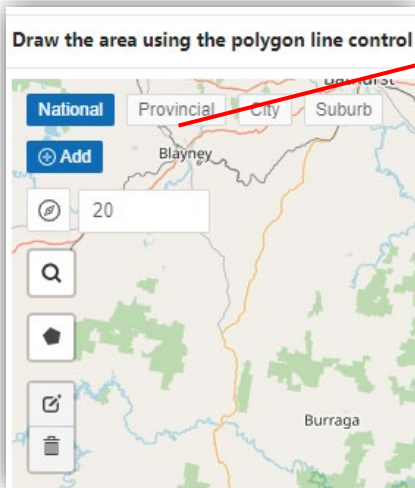 Draw the area using the polygon line control
National Provincial City Suburb
Add
Blayney
20
Burraga